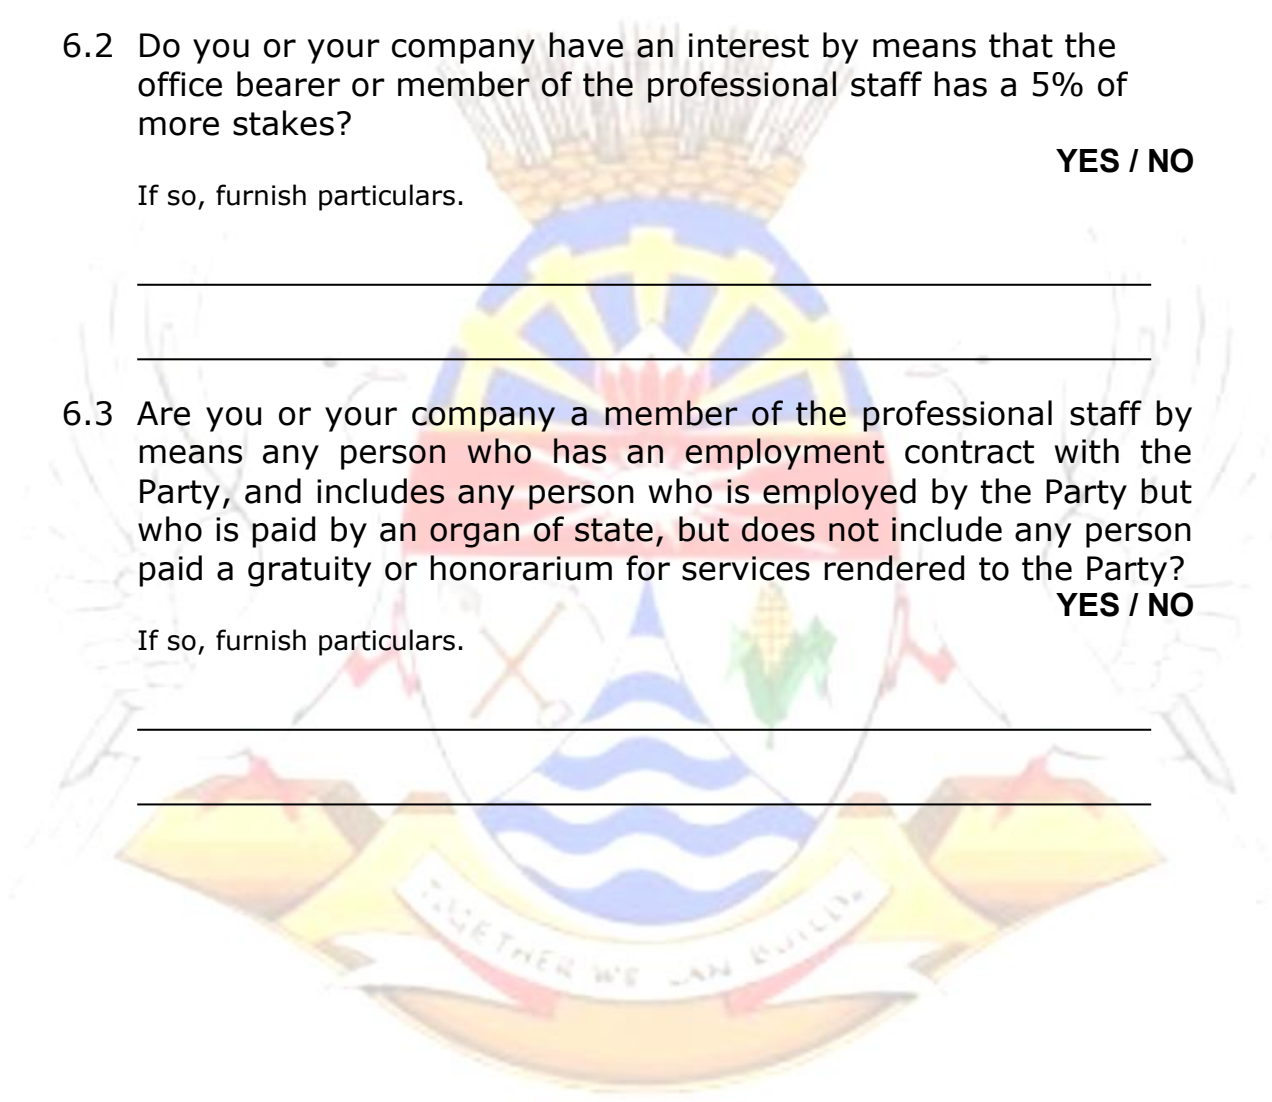 6.2 Do you or your company have an interest by means that the
office bearer or member of the professional staff has a 5% of
more stakes?
YES / NO
If so, furnish particulars.
6.3 Are you or your company a member of the professional staff by
means any person who has an employment contract with the
Party, and includes any person who is employed by the Party but
who is paid by an organ of state, but does not include any person
paid a gratuity or honorarium for services rendered to the Party?
YES / NO
If so, furnish particulars.
TOGETHER WE CAN BUILD